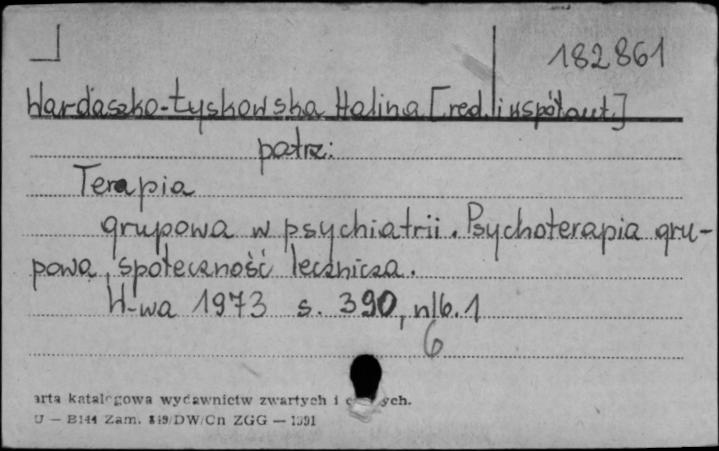 182861
Wardaszko-Łyskowska Halina [red. i współaut.]
patrz:
Terapia
grupowa w psychiatrii. Psychoterapia gru-
powa, społeczność lecznicza.
W-wa 1973 s. 390, nlb. 1
6
arta katalogowa wydawnictw zwartych i
U — B144 Zam. 819/DW/Cn ZGG — 1991